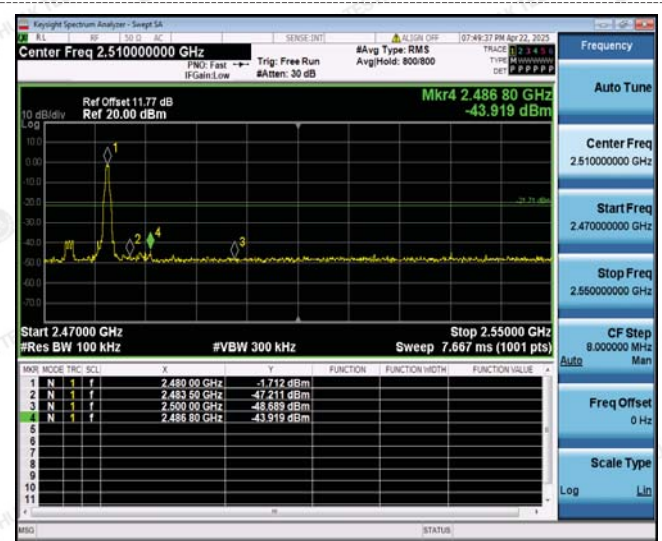 Keysight Spectrum Analyzer - Swept SA
RL RF 50 Ω AC SENSE:INT ALIGN OFF 07:49:37 PM Apr 22, 2025
Center Freq 2.510000000 GHz
PNO: Fast
IFGain:Low
Trig: Free Run
#Atten: 30 dB
#Avg Type: RMS
Avg|Hold: 800/800
TRACE 1 2 3 4 5 6
TYPE M W W W W W
DET P P P P P P
Frequency
Auto Tune
Center Freq
2.510000000 GHz
Start Freq
2.470000000 GHz
Stop Freq
2.550000000 GHz
CF Step
8.000000 MHz
Auto Man
Freq Offset
0 Hz
Scale Type
Log Lin
Mkr4 2.486 80 GHz
-43.919 dBm
Ref Offset 11.77 dB
10 dB/div Ref 20.00 dBm
Log
10.0
0.00
-10.0
-20.0
-30.0
-40.0
-50.0
-60.0
-70.0
1
2
4
3
-21.71 dBm
Start 2.47000 GHz Stop 2.55000 GHz
#Res BW 100 kHz #VBW 300 kHz Sweep 7.667 ms (1001 pts)
MKR MODE TRC SCL X Y FUNCTION FUNCTION WIDTH FUNCTION VALUE
1 N 1 f 2.480 00 GHz -1.712 dBm
2 N 1 f 2.483 50 GHz -47.211 dBm
3 N 1 f 2.500 00 GHz -48.689 dBm
4 N 1 f 2.486 80 GHz -43.919 dBm
5
6
7
8
9
10
11
MSG STATUS